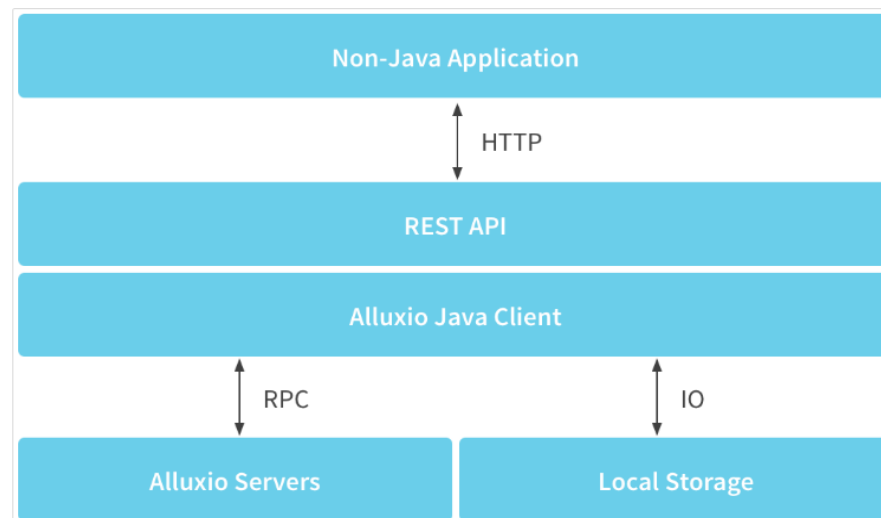 Non-Java Application
HTTP
REST API
Alluxio Java Client
RPC
IO
Alluxio Servers
Local Storage